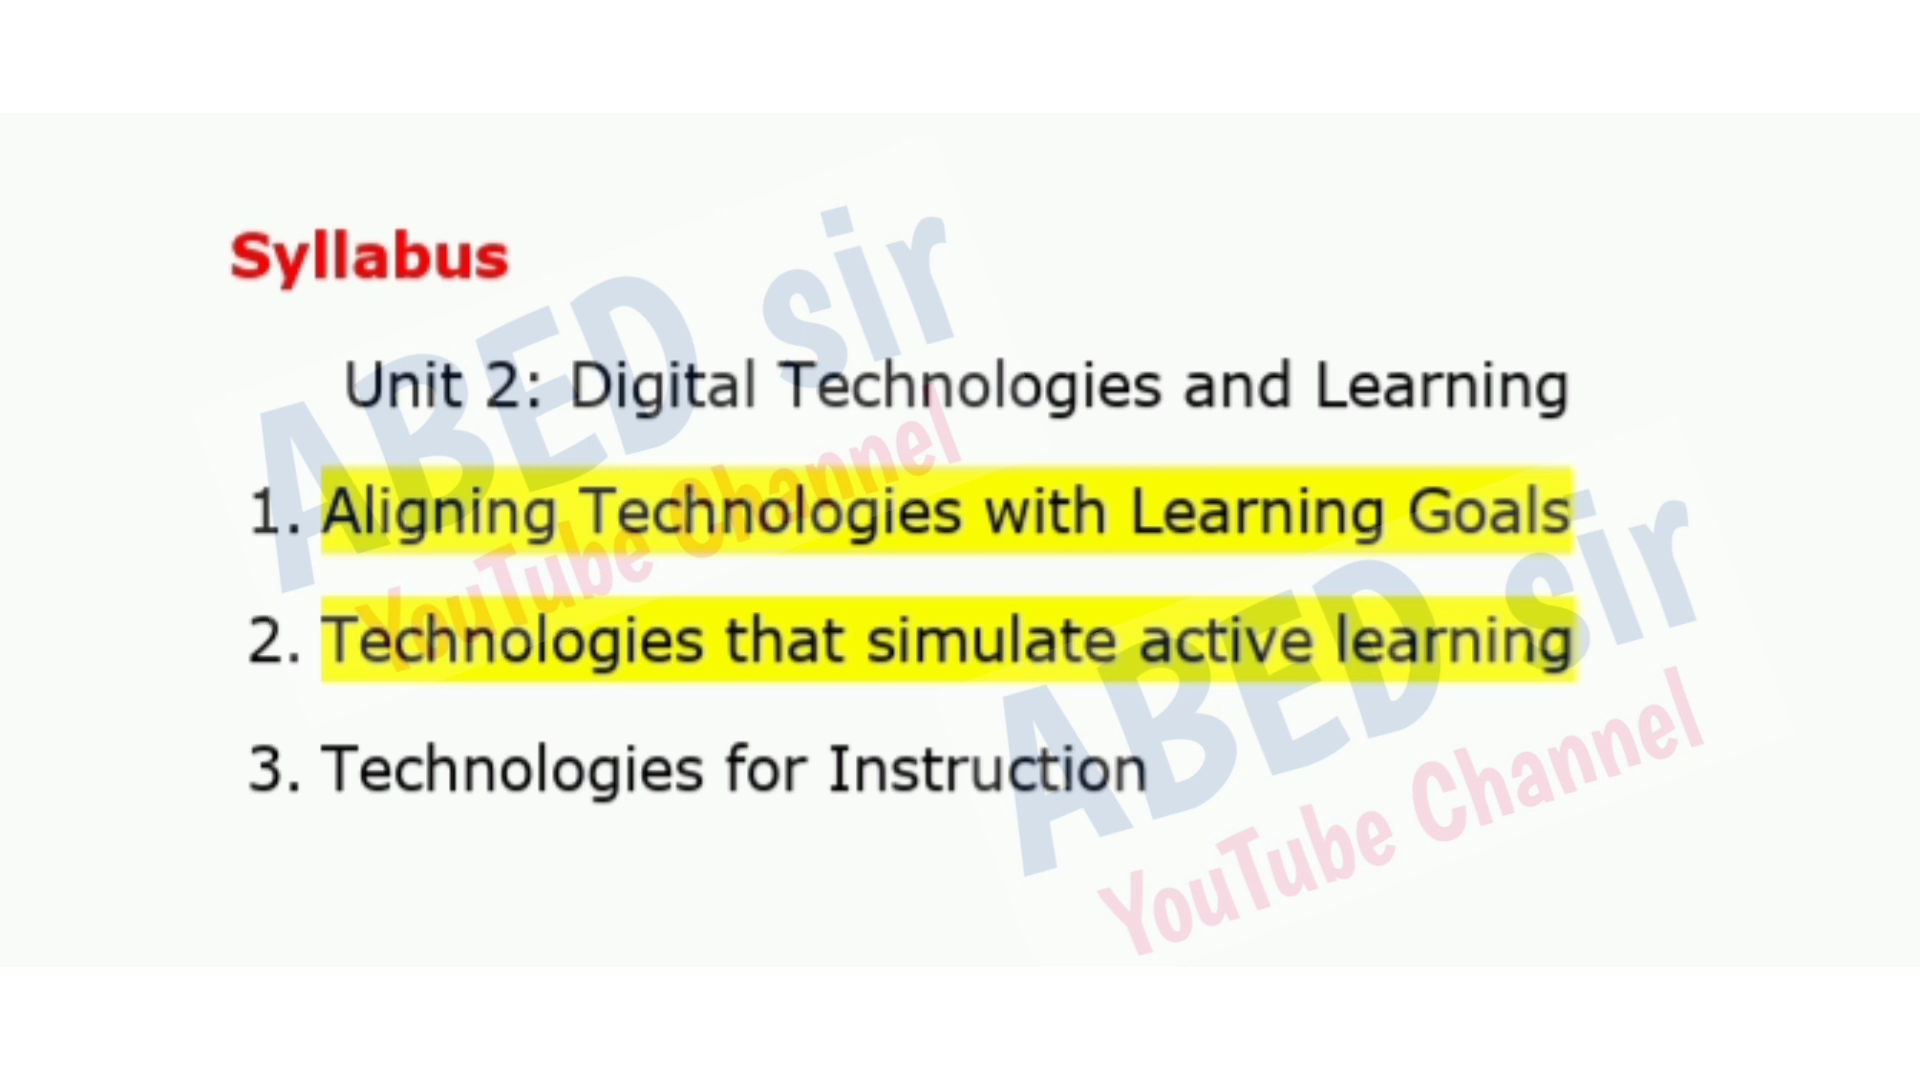 Syllabus
Unit 2: Digital Technologies and Learning
1. Aligning Technologies with Learning Goals
2. Technologies that simulate active learning
3. Technologies for Instruction
ABED sir
YouTube Channel
ABED sir
YouTube Channel